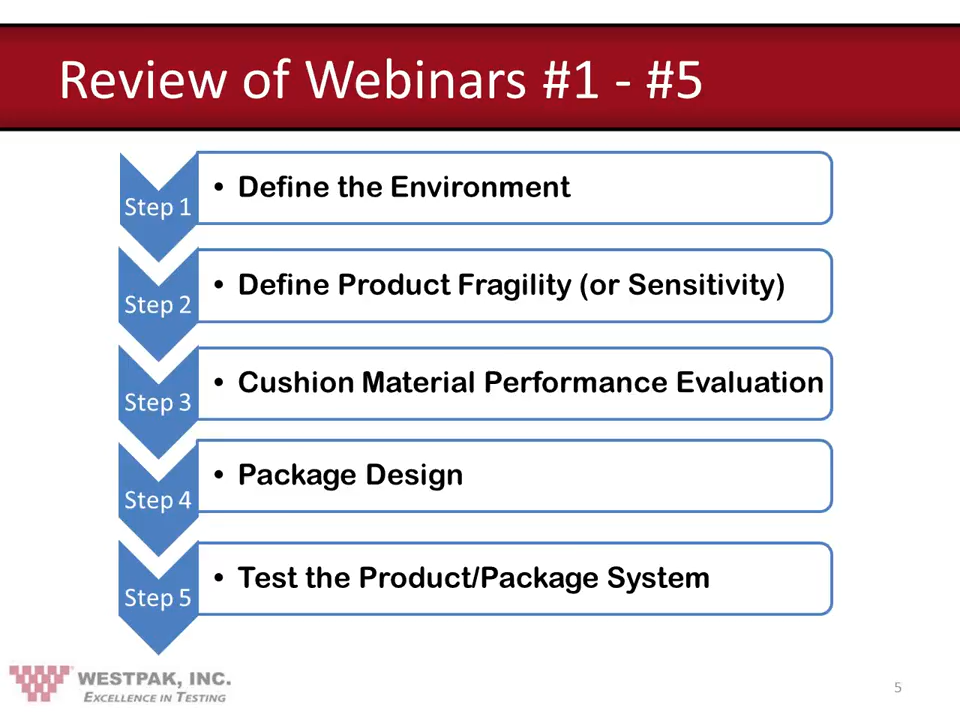 Review of Webinars #1 - #5
Step 1
• Define the Environment
Step 2
• Define Product Fragility (or Sensitivity)
Step 3
• Cushion Material Performance Evaluation
Step 4
• Package Design
Step 5
• Test the Product/Package System
WESTPAK, INC.
EXCELLENCE IN TESTING
5